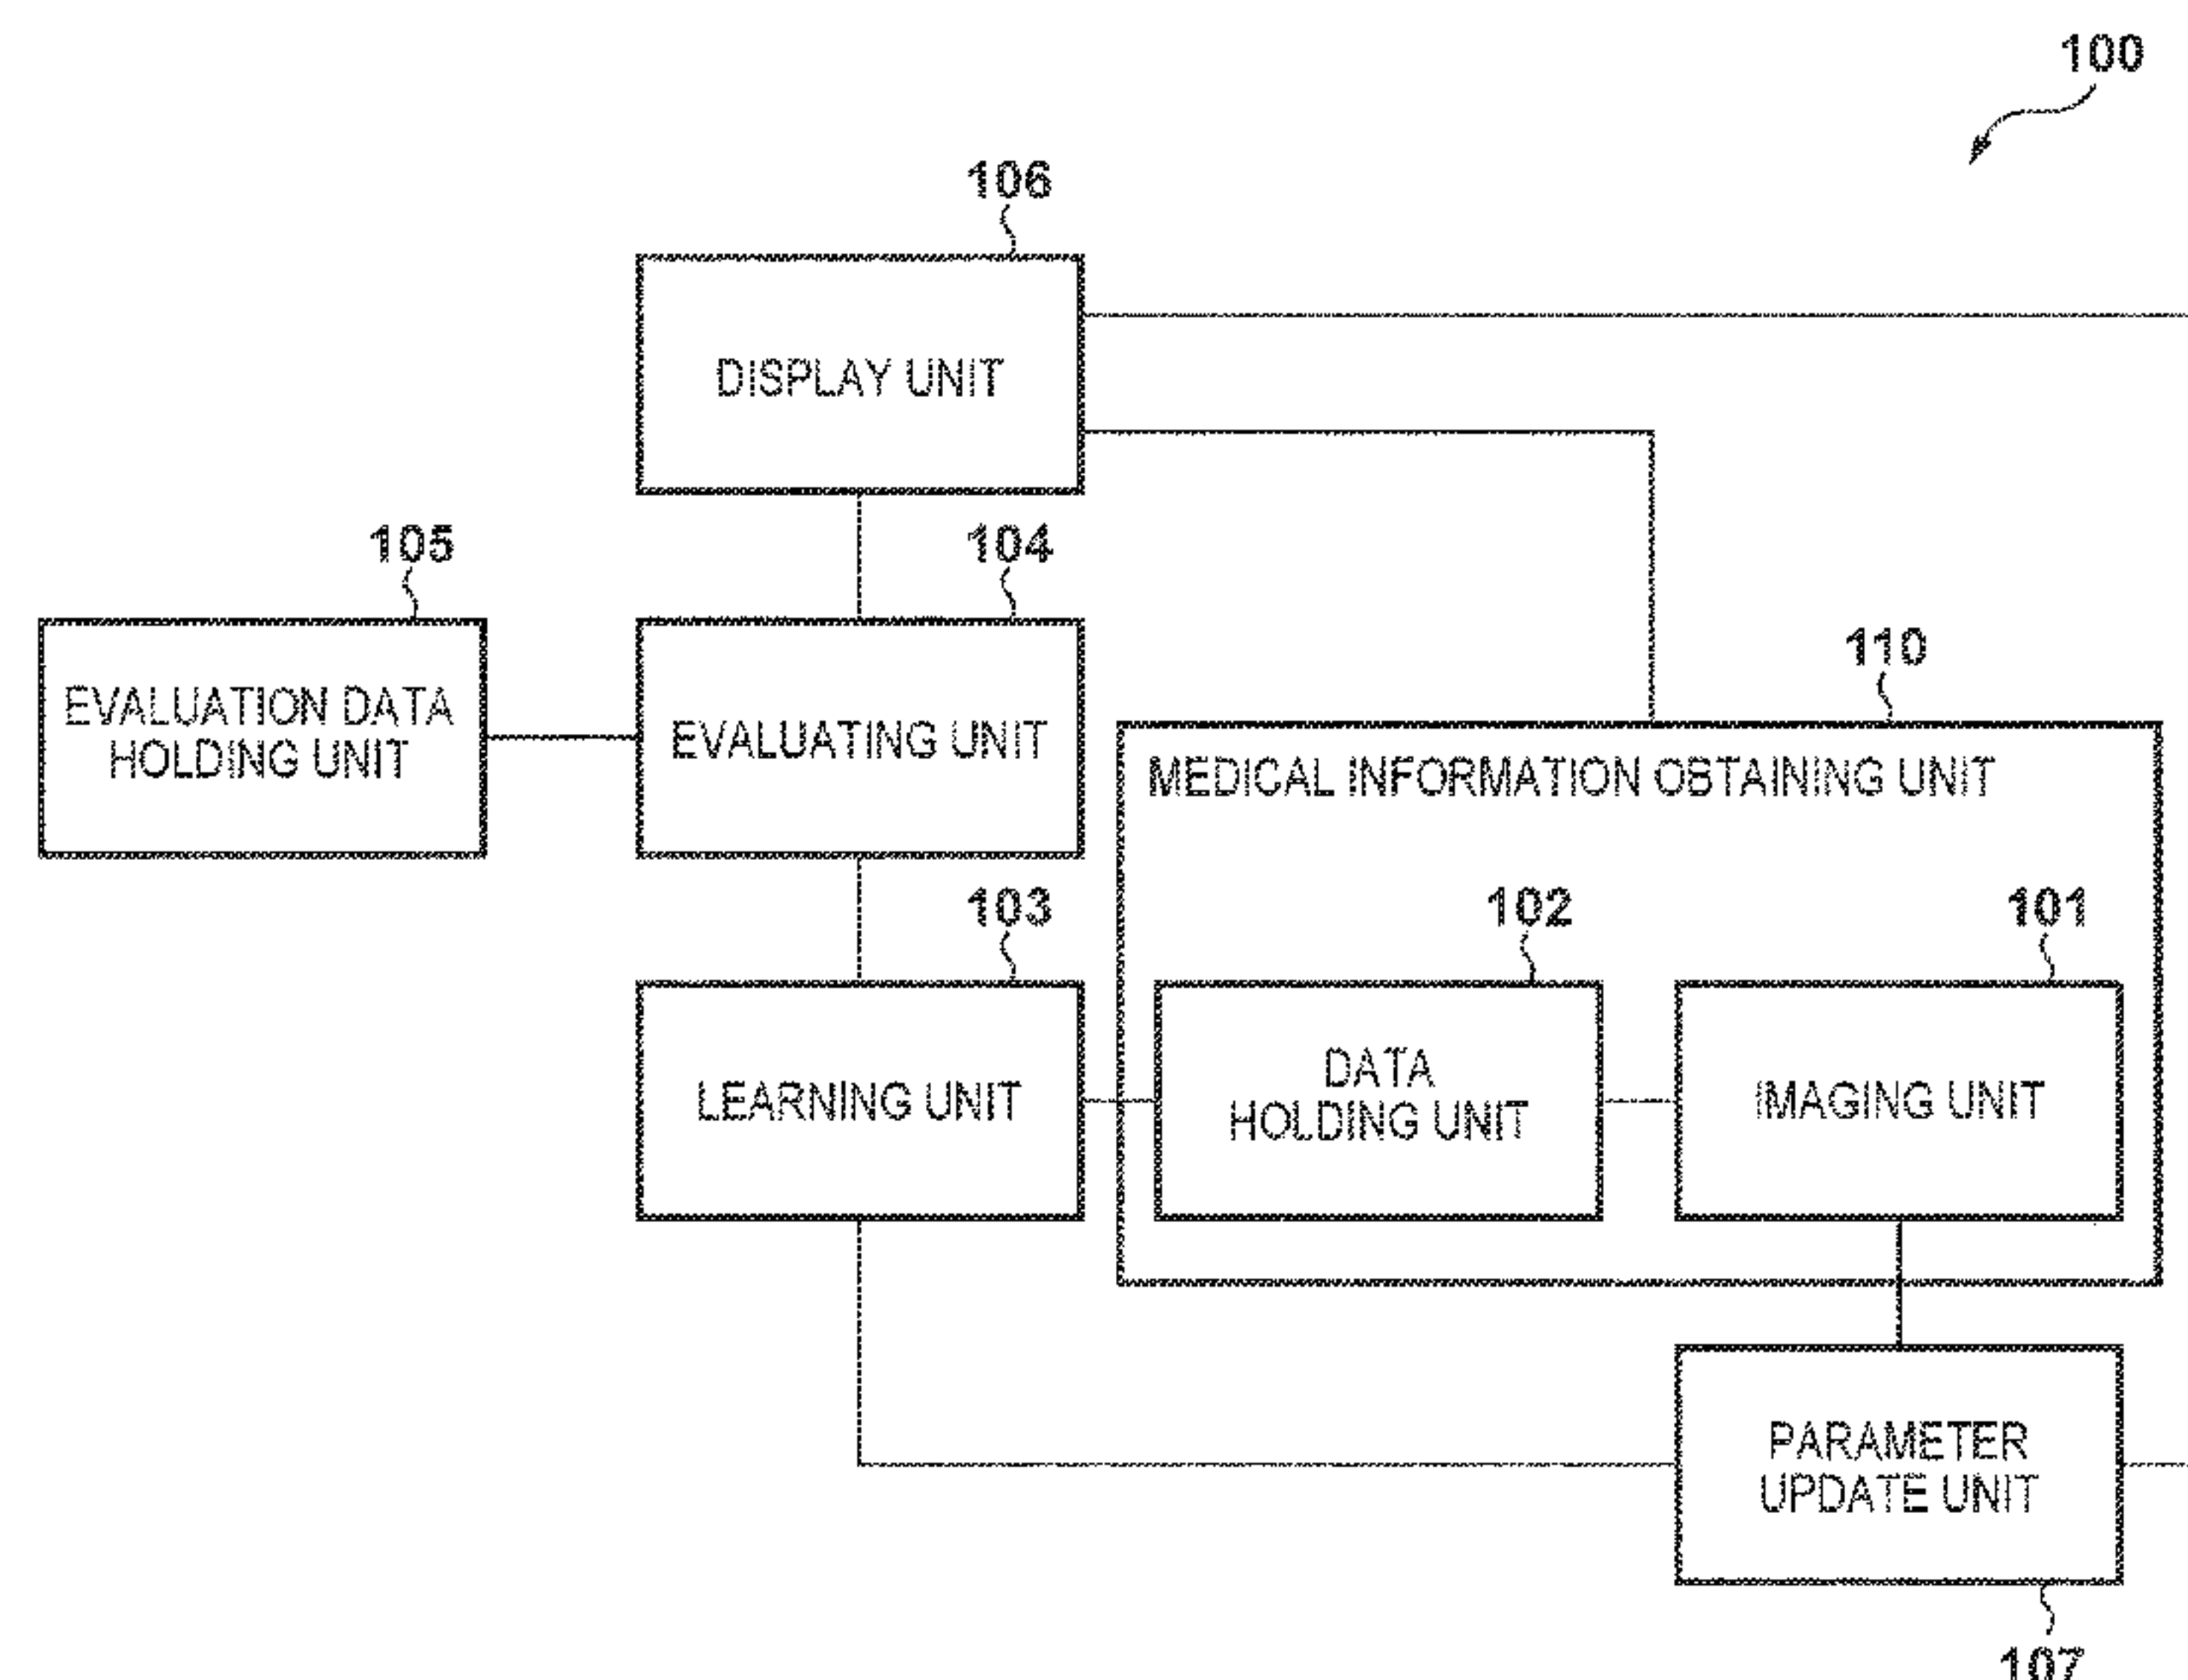 100
106
DISPLAY UNIT
105
104
EVALUATION DATA
HOLDING UNIT
EVALUATING UNIT
110
MEDICAL INFORMATION OBTAINING UNIT
103
102
101
LEARNING UNIT
DATA
HOLDING UNIT
IMAGING UNIT
PARAMETER
UPDATE UNIT
107